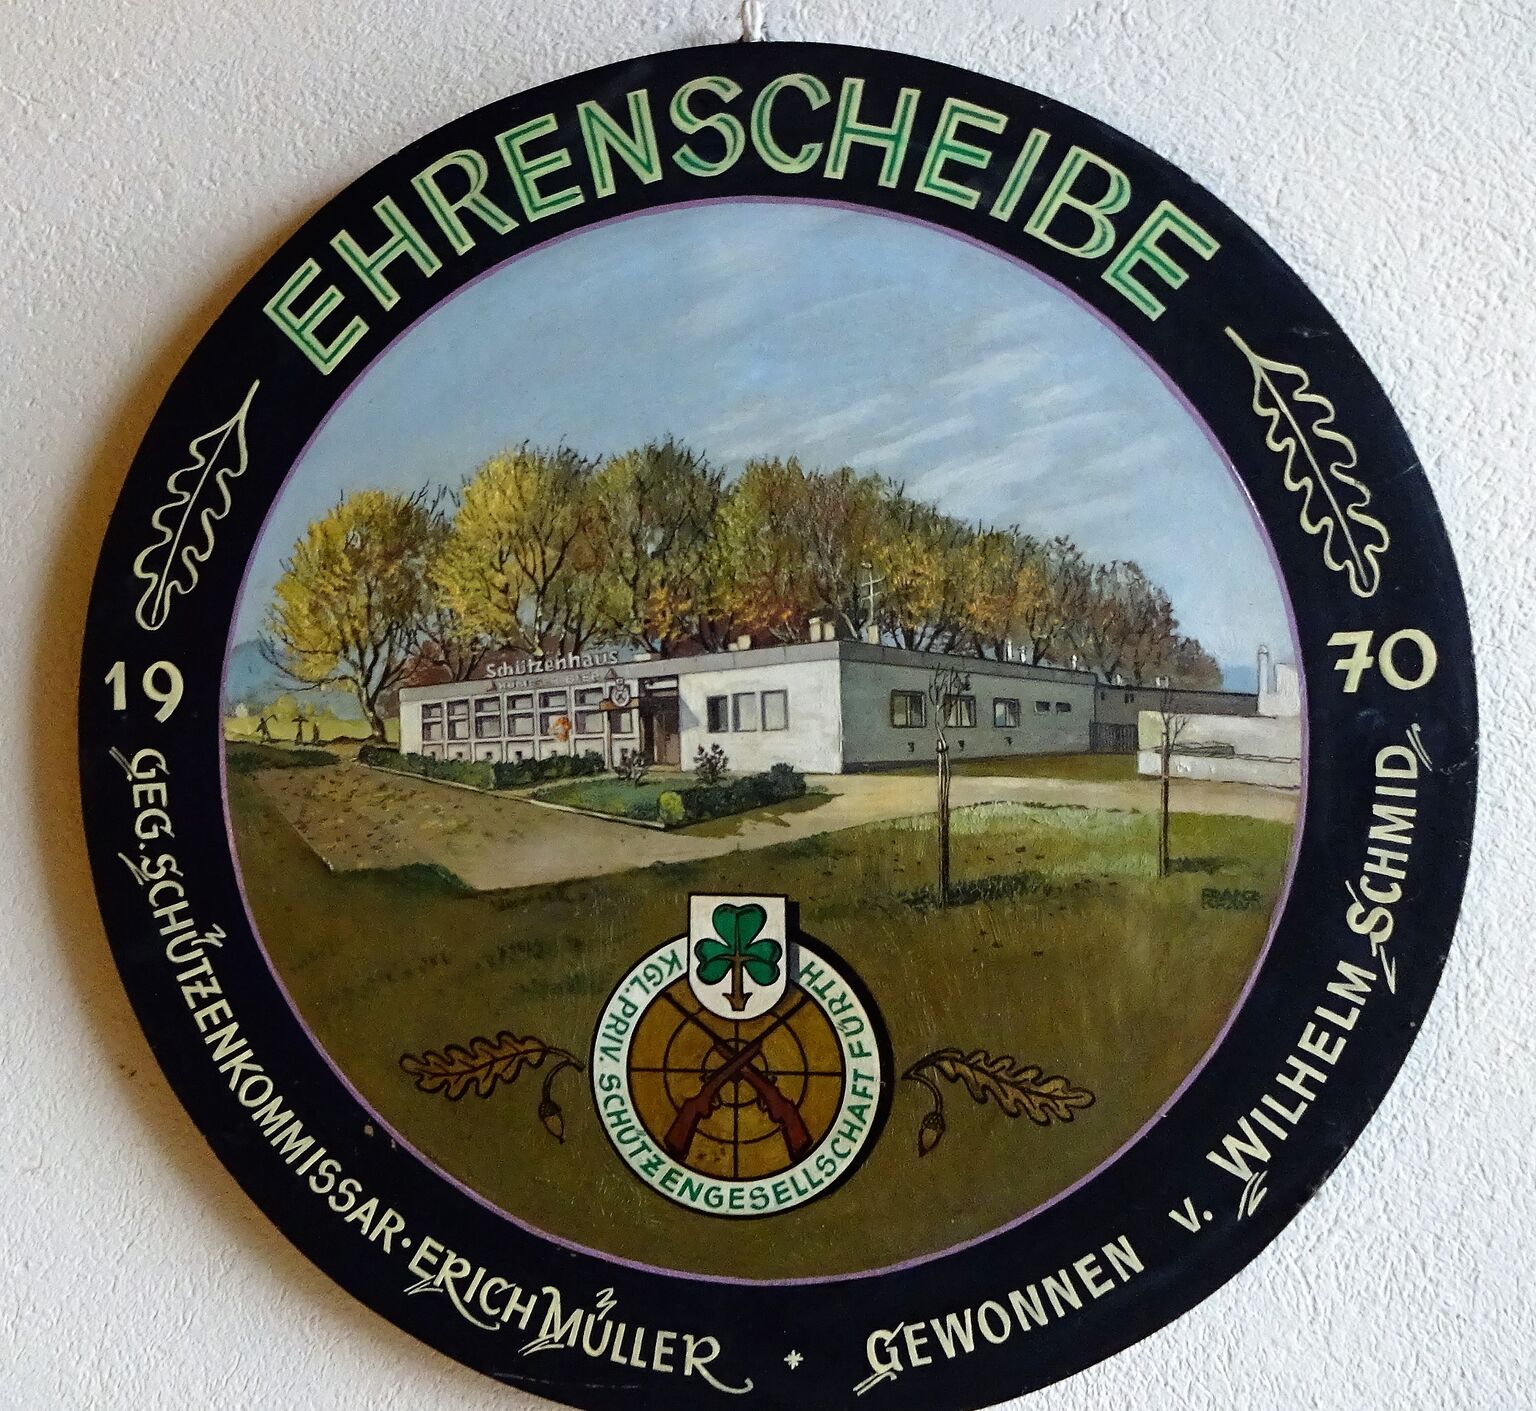 EHRENSCHEIBE
19 70
GEG. SCHÜTZENKOMMISSAR · ERICH MÜLLER * GEWONNEN v. WILHELM SCHMID
Schützenhaus
KGL. PRIV. SCHÜTZENGESELLSCHAFT FÜRTH